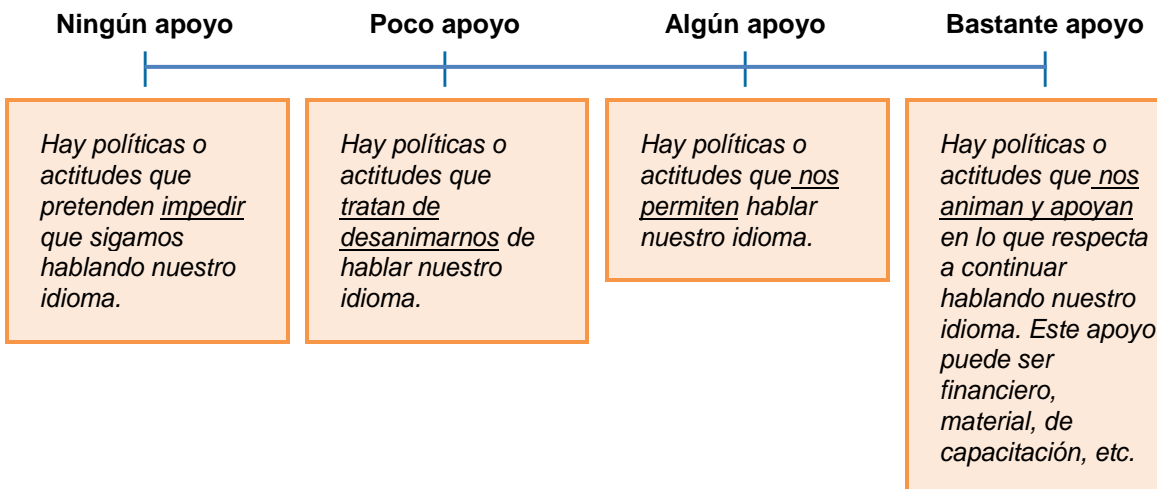 Ningún apoyo
Poco apoyo
Algún apoyo
Bastante apoyo
Hay políticas o
actitudes que
pretenden impedir
que sigamos
hablando nuestro
idioma.
Hay políticas o
actitudes que
tratan de
desanimarnos de
hablar nuestro
idioma.
Hay políticas o
actitudes que nos
permiten hablar
nuestro idioma.
Hay políticas o
actitudes que nos
animan y apoyan
en lo que respecta
a continuar
hablando nuestro
idioma. Este apoyo
puede ser
financiero,
material, de
capacitación, etc.